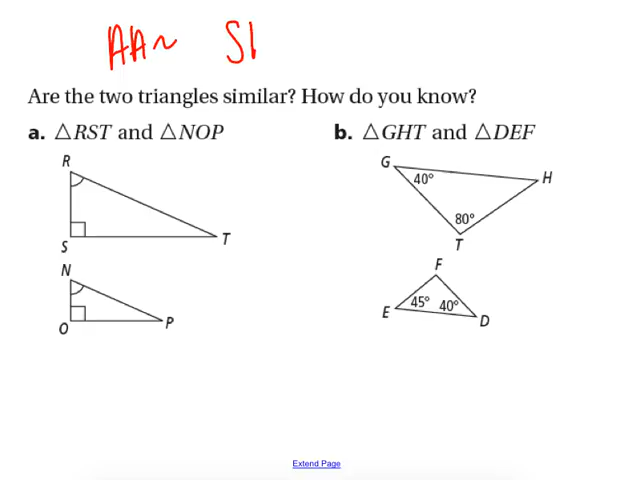 AA~ SI
Are the two triangles similar? How do you know?
a. △RST and △NOP b. △GHT and △DEF
R G 40° H
80°
S T T
N F
45° 40°
O P E D
Extend Page